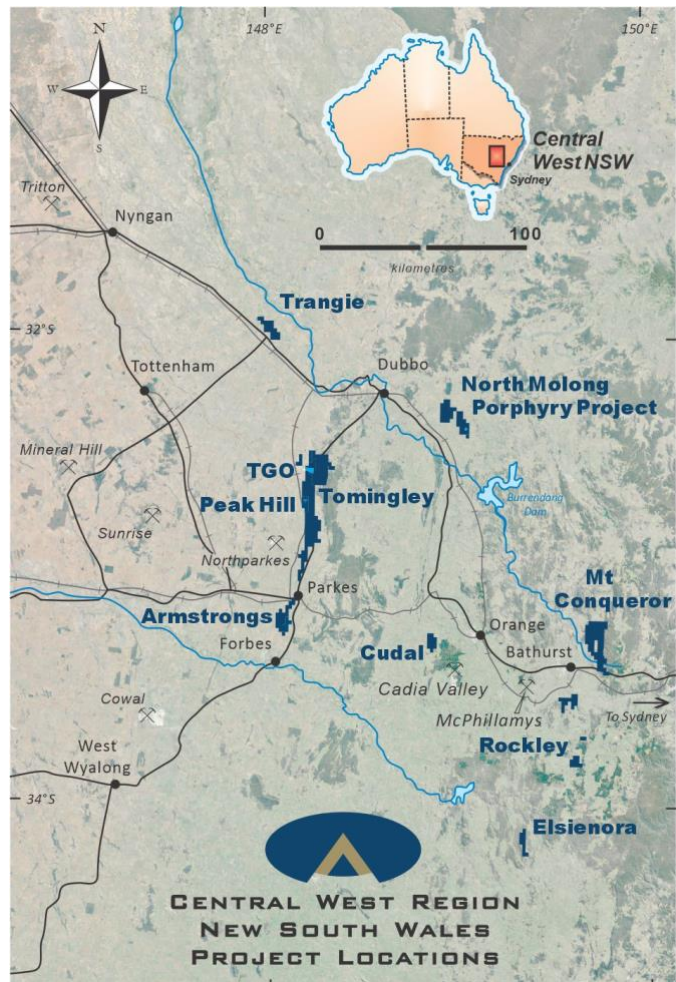 148°E
150°E
N
W
E
S
Central
West NSW
Sydney
Tritton
Nyngan
0
100
kilometres
Trangie
32°S
Tottenham
Dubbo
North Molong
Porphyry Project
Mineral Hill
TGO
Tomingley
Peak Hill
Burrendong
Dam
Sunrise
Northparkes
Mt
Conqueror
Parkes
Armstrongs
Orange
Forbes
Cudal
Bathurst
Cadia Valley
Cowal
McPhillamys
To Sydney
West
Wyalong
Rockley
34°S
Elsienora
CENTRAL WEST REGION
NEW SOUTH WALES
PROJECT LOCATIONS